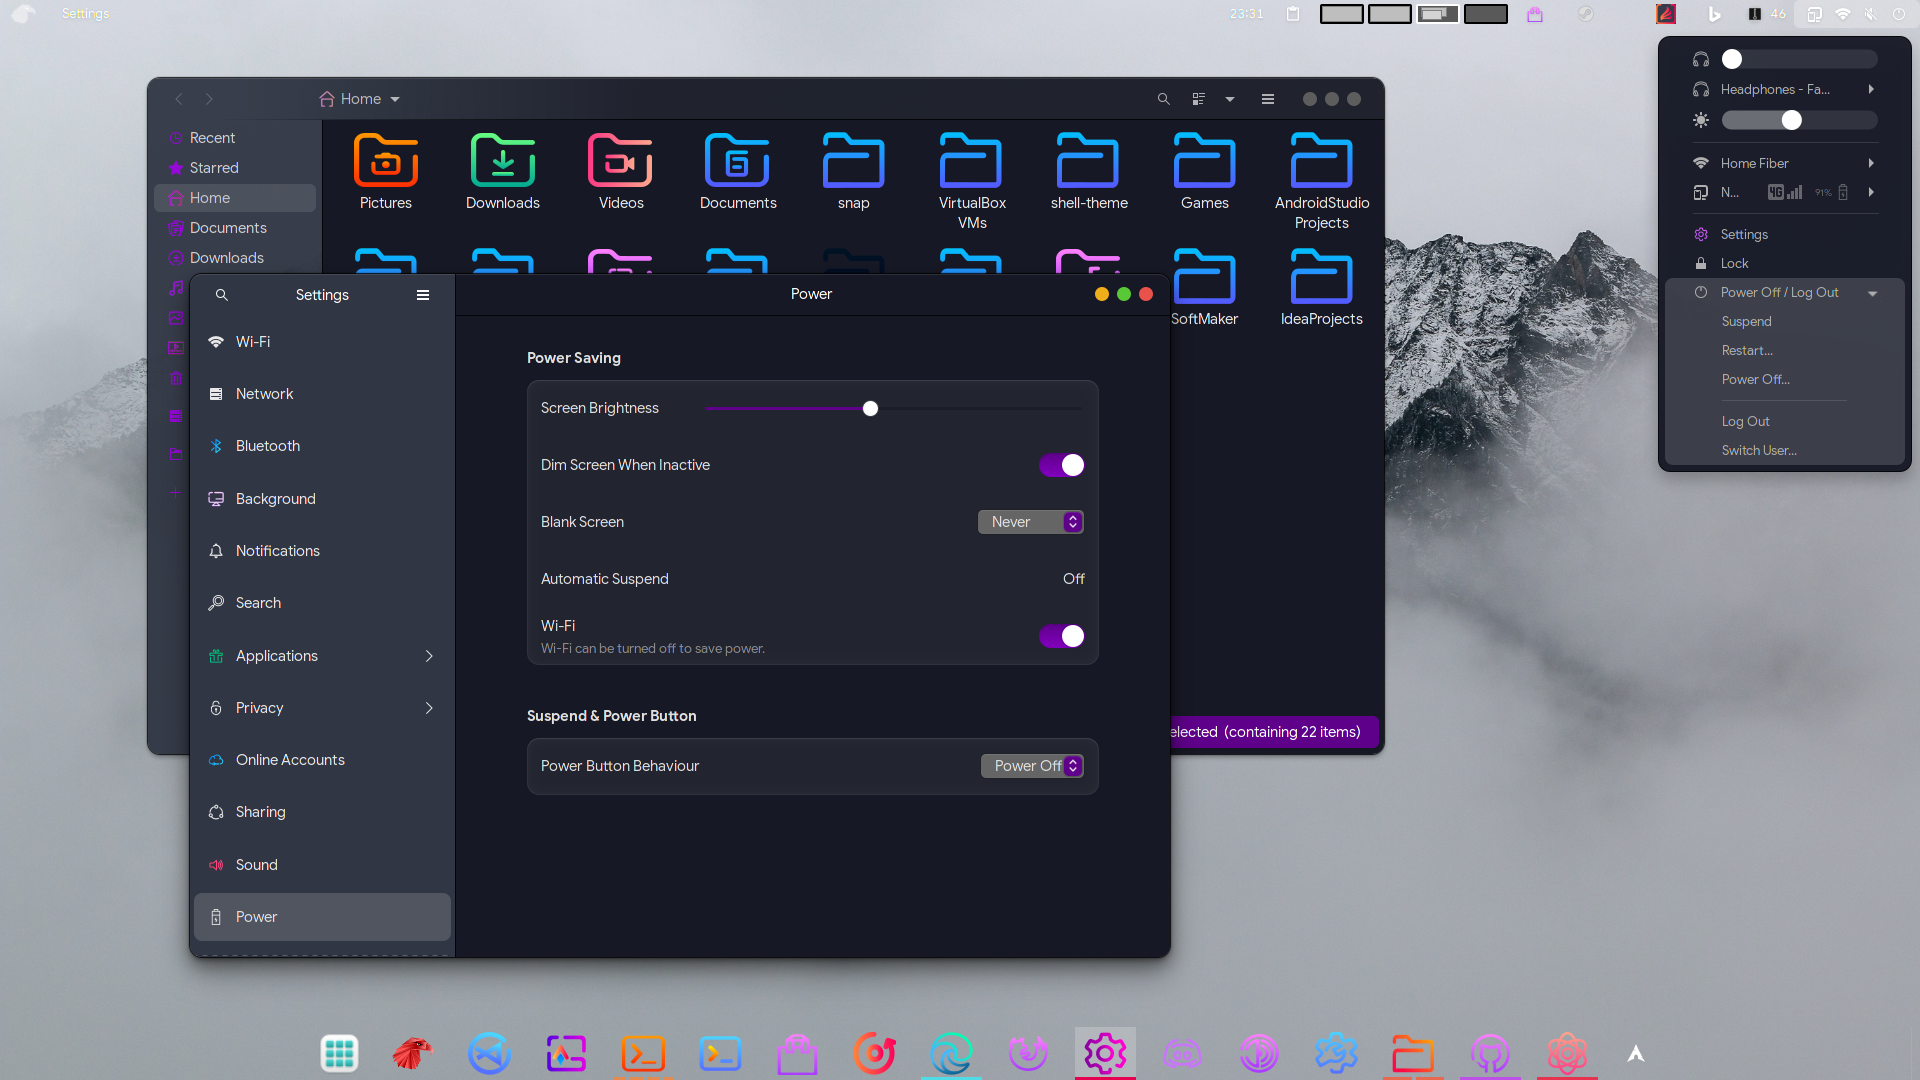 Settings
23:31
46
Home
Recent
Starred
Home
Documents
Downloads
Pictures
Downloads
Videos
Documents
snap
VirtualBox
VMs
shell-theme
Games
AndroidStudio
Projects
SoftMaker
IdeaProjects
elected (containing 22 items)
Settings
Wi-Fi
Network
Bluetooth
Background
Notifications
Search
Applications
Privacy
Online Accounts
Sharing
Sound
Power
Power
Power Saving
Screen Brightness
Dim Screen When Inactive
Blank Screen
Never
Automatic Suspend
Off
Wi-Fi
Wi-Fi can be turned off to save power.
Suspend & Power Button
Power Button Behaviour
Power Off
Headphones - Fa...
Home Fiber
N...
4G
91%
Settings
Lock
Power Off / Log Out
Suspend
Restart...
Power Off...
Log Out
Switch User...